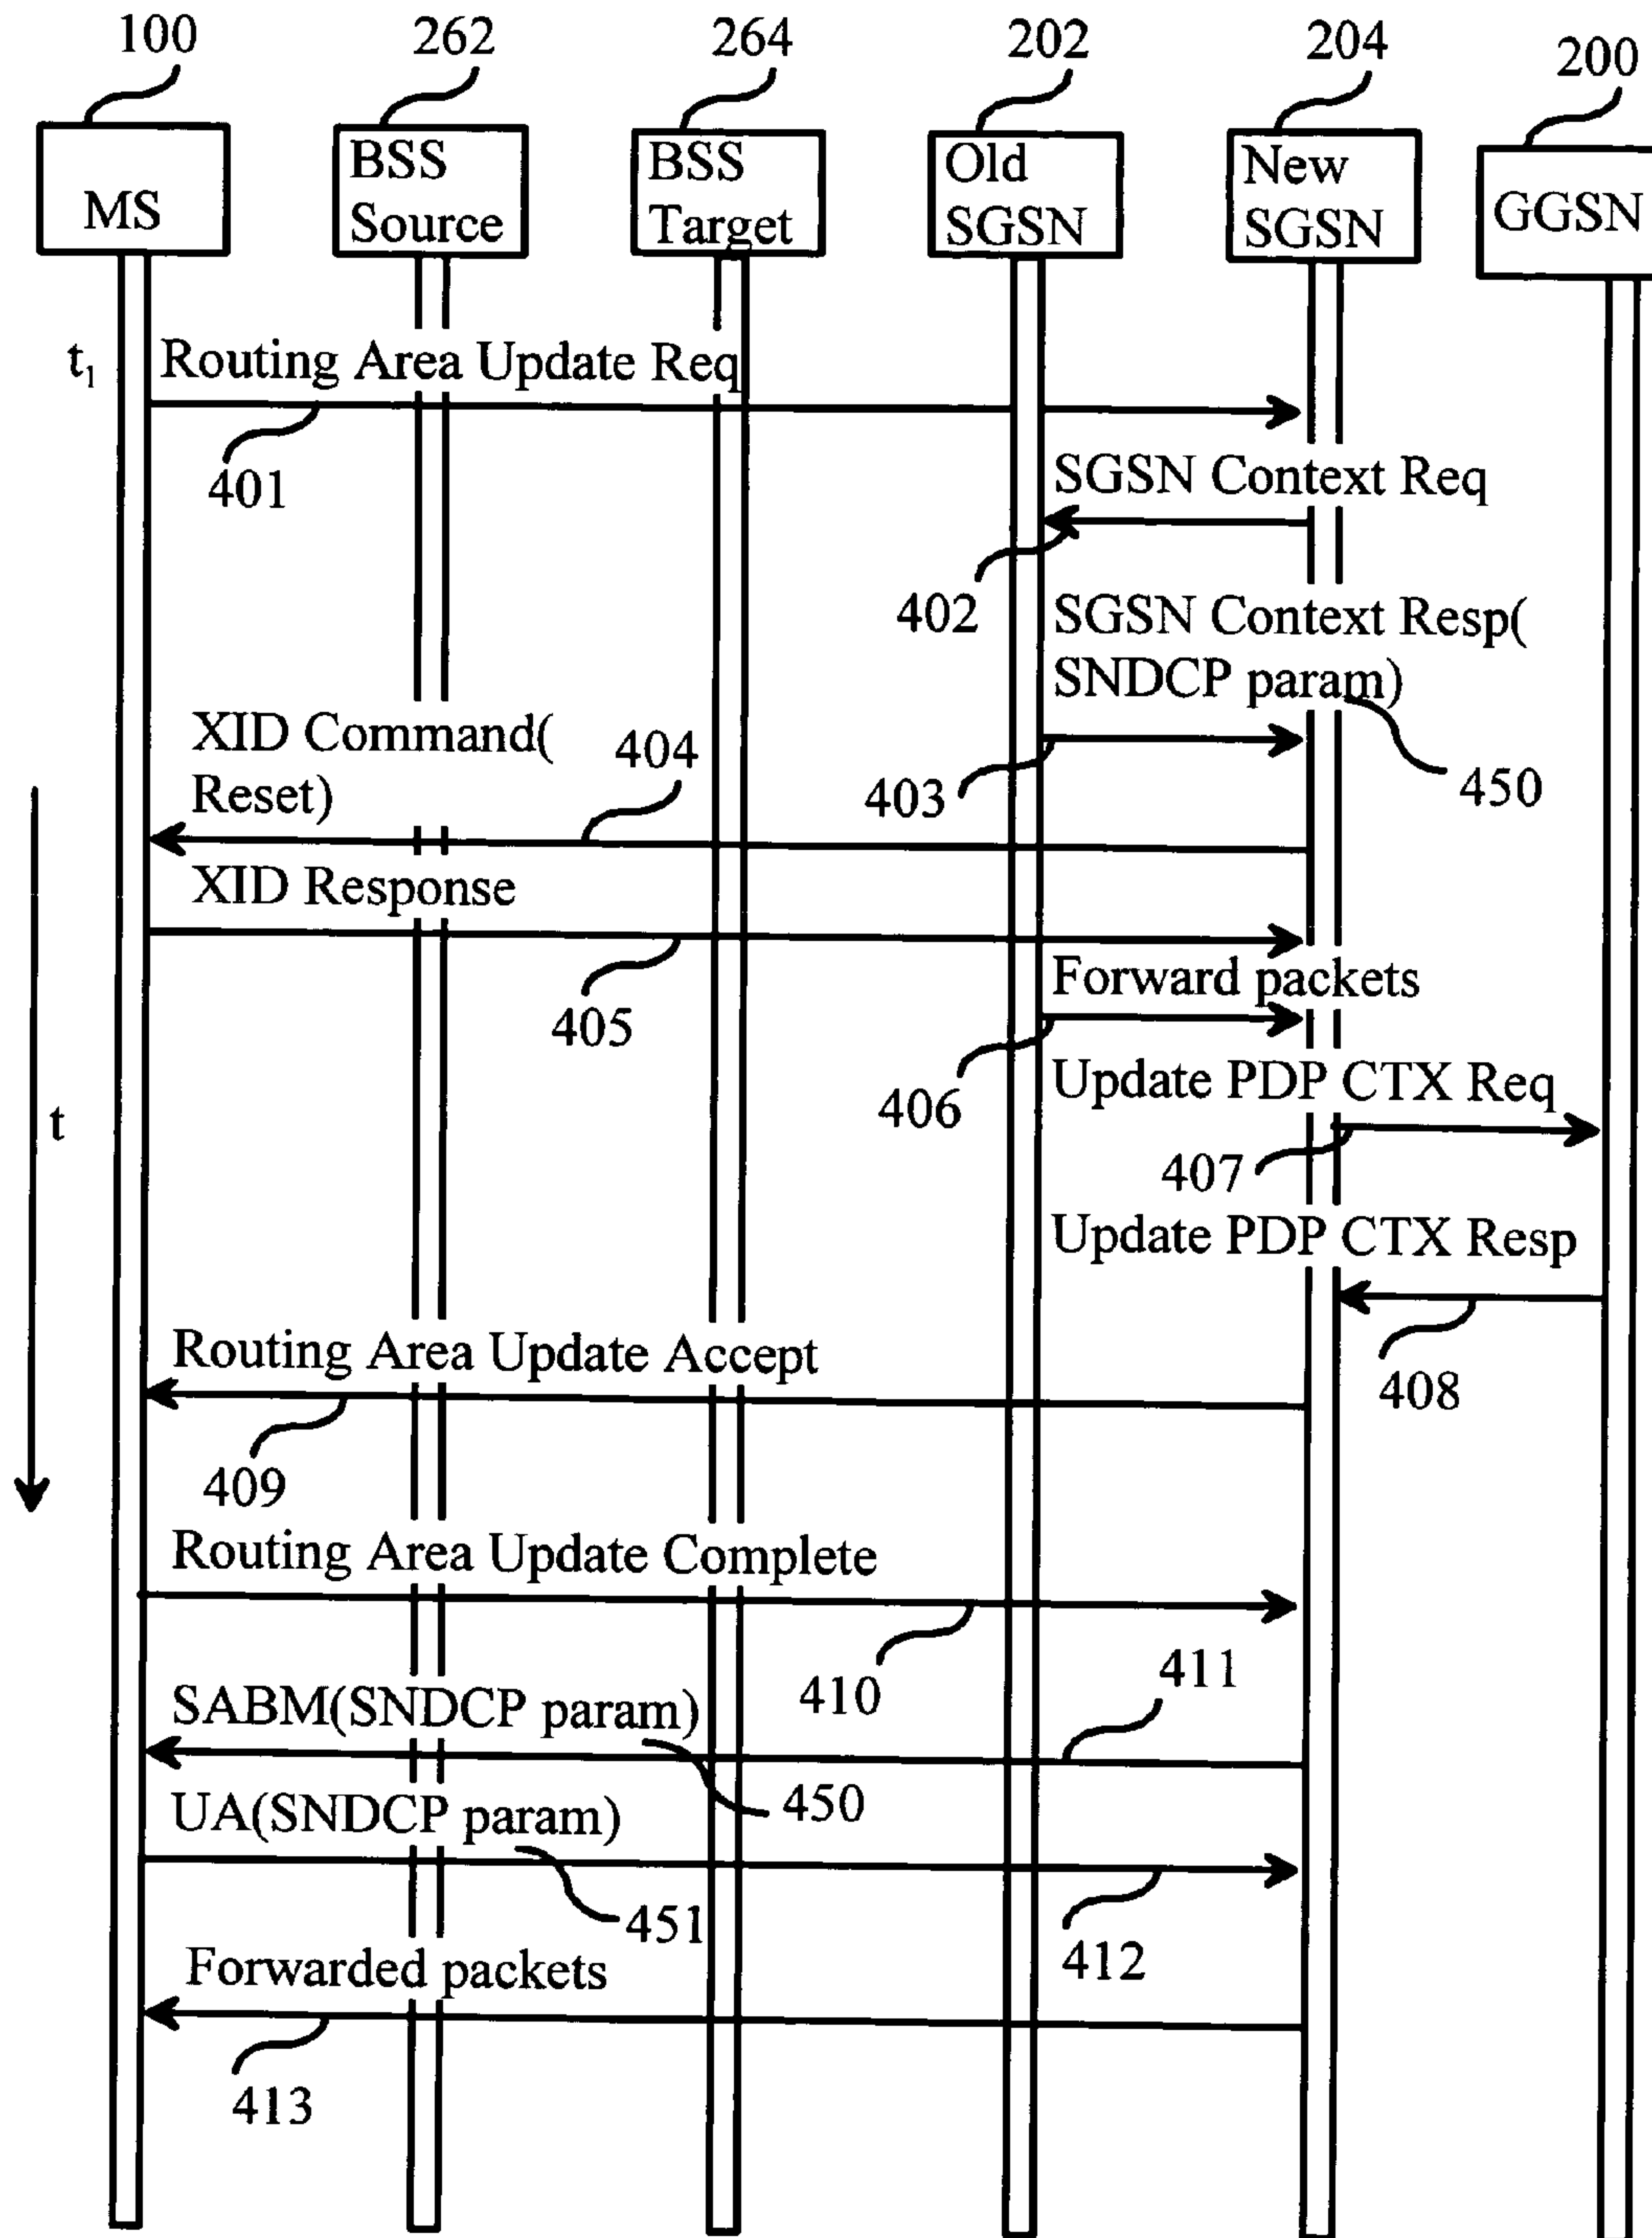 100
262
264
202
204
200
MS
BSS
Source
BSS
Target
Old
SGSN
New
SGSN
GGSN
t1
Routing Area Update Req
401
SGSN Context Req
402
SGSN Context Resp(
SNDCP param)
450
403
XID Command(
Reset)
404
XID Response
405
Forward packets
406
Update PDP CTX Req
t
407
Update PDP CTX Resp
408
Routing Area Update Accept
409
Routing Area Update Complete
410
411
SABM(SNDCP param)
450
UA(SNDCP param)
451
412
Forwarded packets
413